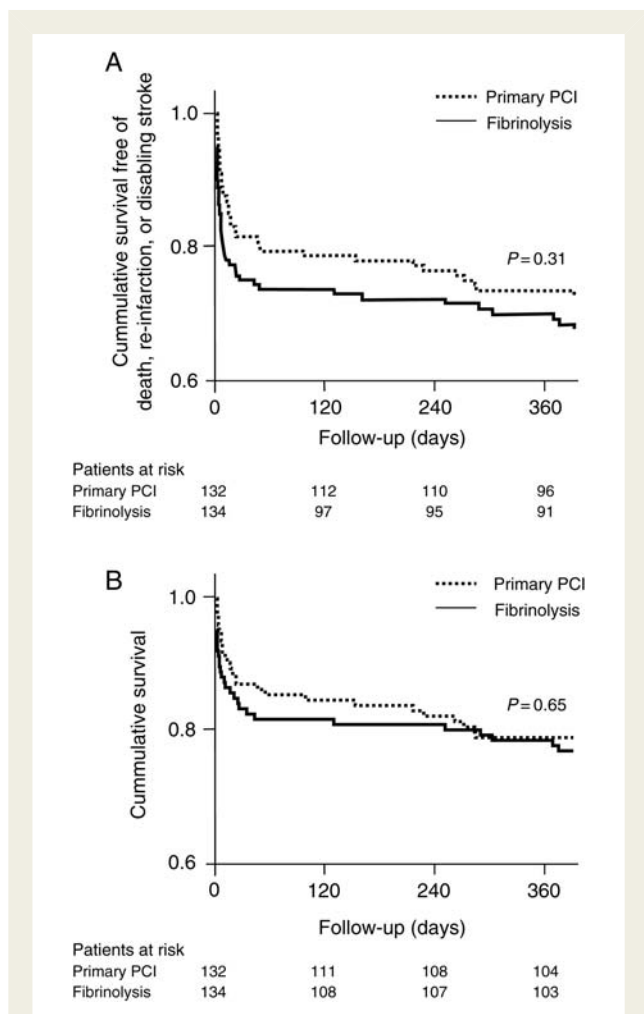 A
Cummulative survival free of
death, re-infarction, or disabling stroke
Primary PCI
Fibrinolysis
1.0
0.8
0.6
P = 0.31
0 120 240 360
Follow-up (days)
Patients at risk
Primary PCI 132 112 110 96
Fibrinolysis 134 97 95 91
B
Cummulative survival
Primary PCI
Fibrinolysis
1.0
0.8
0.6
P = 0.65
0 120 240 360
Follow-up (days)
Patients at risk
Primary PCI 132 111 108 104
Fibrinolysis 134 108 107 103